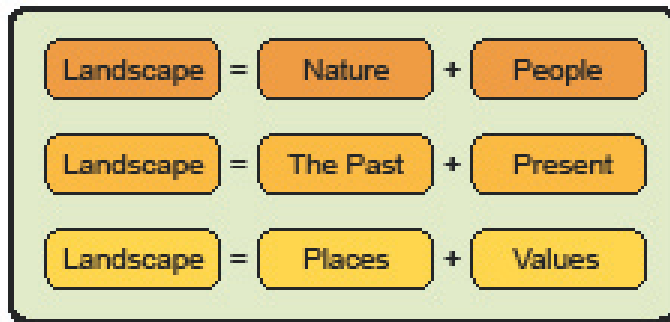 Landscape = Nature + People
Landscape = The Past + Present
Landscape = Places + Values